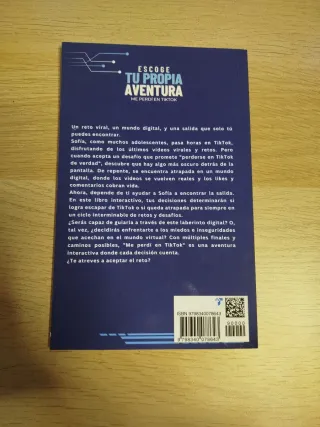 ESCOGE
TU PROPIA
AVENTURA
ME PERDÍ EN TIKTOK
Un reto viral, un mundo digital, y una salida que solo tú
puedes encontrar.
Sofía, como muchos adolescentes, pasa horas en TikTok,
disfrutando de los últimos videos virales y retos. Pero
cuando acepta un desafío que promete "perderse en TikTok
de verdad", descubre que hay algo más oscuro detrás de la
pantalla. De repente, se encuentra atrapada en un mundo
digital, donde los videos se vuelven reales y los likes y
comentarios cobran vida.
Ahora, depende de ti ayudar a Sofía a encontrar la salida.
En este libro interactivo, tus decisiones determinarán si
logra escapar de TikTok o si queda atrapada para siempre en
un ciclo interminable de retos y desafíos.
¿Serás capaz de guiarla a través de este laberinto digital? O,
tal vez, ¿decidirás enfrentarte a los miedos e inseguridades
que acechan en el mundo virtual? Con múltiples finales y
caminos posibles, "Me perdí en TikTok" es una aventura
interactiva donde cada decisión cuenta.
¿Te atreves a aceptar el reto?
90000